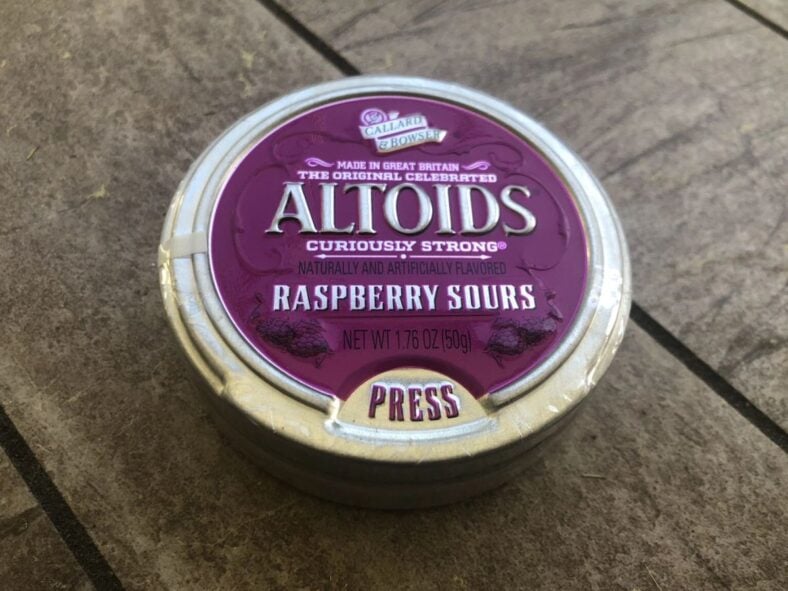 CALLARD
& BOWSER
MADE IN GREAT BRITAIN
THE ORIGINAL CELEBRATED
ALTOIDS
CURIOUSLY STRONG®
NATURALLY AND ARTIFICIALLY FLAVORED
RASPBERRY SOURS
NET WT 1.76 OZ (50g)
PRESS